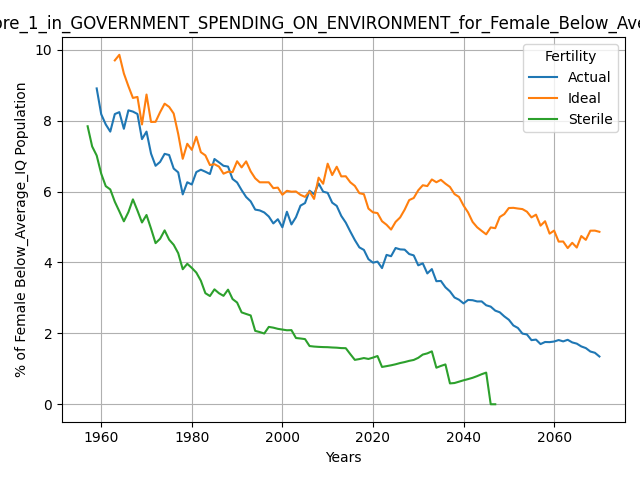 ore_1_in_GOVERNMENT_SPENDING_ON_ENVIRONMENT_for_Female_Below_Ave
Fertility
Actual
Ideal
Sterile
% of Female Below_Average_IQ Population
10
8
6
4
2
0
1960
1980
2000
2020
2040
2060
Years